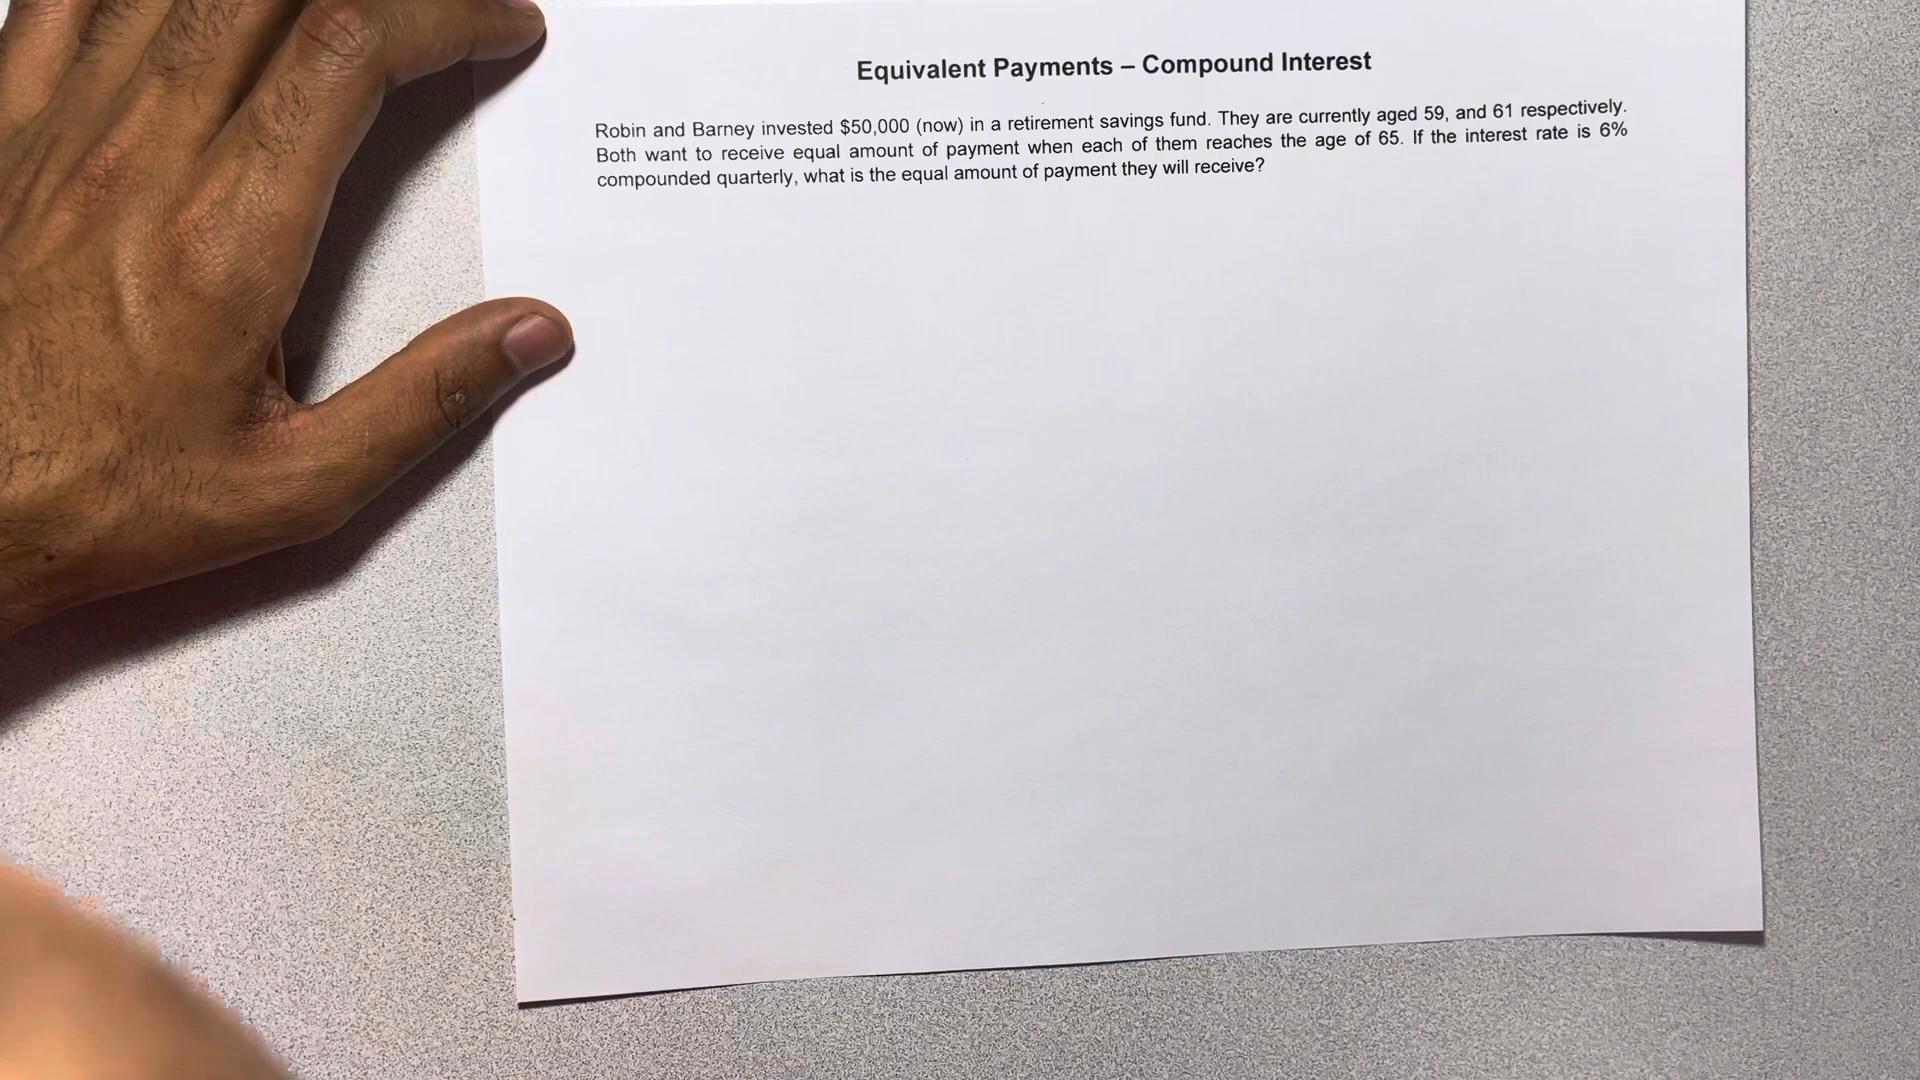 Equivalent Payments – Compound Interest
Robin and Barney invested $50,000 (now) in a retirement savings fund. They are currently aged 59, and 61 respectively.
Both want to receive equal amount of payment when each of them reaches the age of 65. If the interest rate is 6%
compounded quarterly, what is the equal amount of payment they will receive?